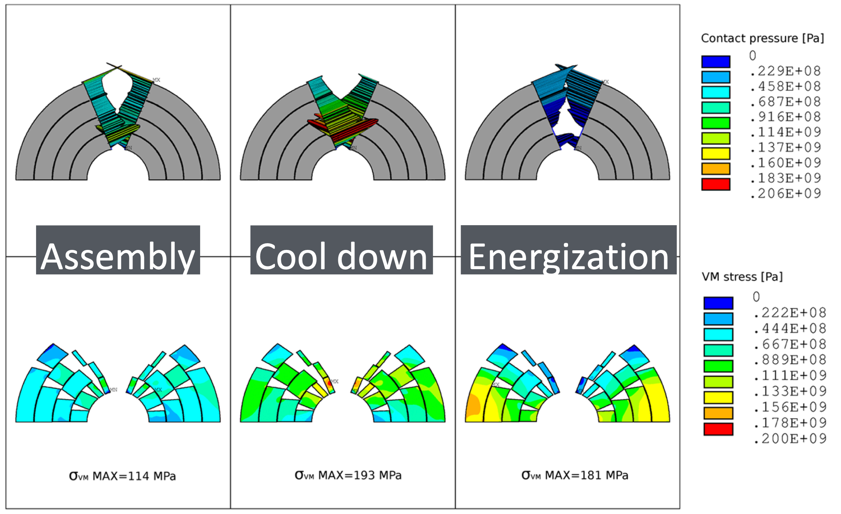 Contact pressure [Pa]
0
.229E+08
.458E+08
.687E+08
.916E+08
.114E+09
.137E+09
.160E+09
.183E+09
.206E+09
MX
Assembly
Cool down
Energization
VM stress [Pa]
0
.222E+08
.444E+08
.667E+08
.889E+08
.111E+09
.133E+09
.156E+09
.178E+09
.200E+09
σVM MAX=114 MPa
σVM MAX=193 MPa
σVM MAX=181 MPa